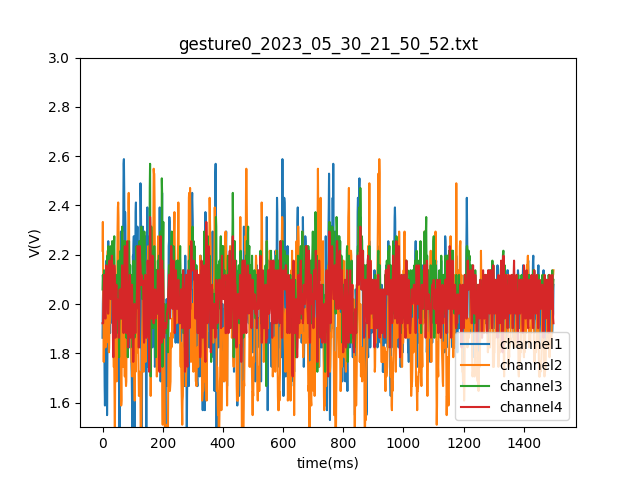 gesture0_2023_05_30_21_50_52.txt
3.0
2.8
2.6
2.4
2.2
2.0
1.8
1.6
V(V)
channel1
channel2
channel3
channel4
0 200 400 600 800 1000 1200 1400
time(ms)